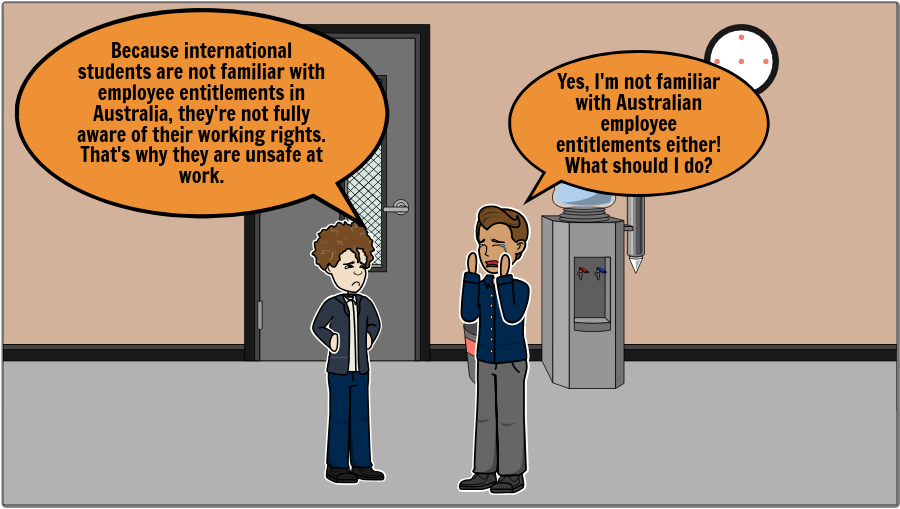 Because international
students are not familiar with
employee entitlements in
Australia, they're not fully
aware of their working rights.
That's why they are unsafe at
work.
Yes, I'm not familiar
with Australian
employee
entitlements either!
What should I do?